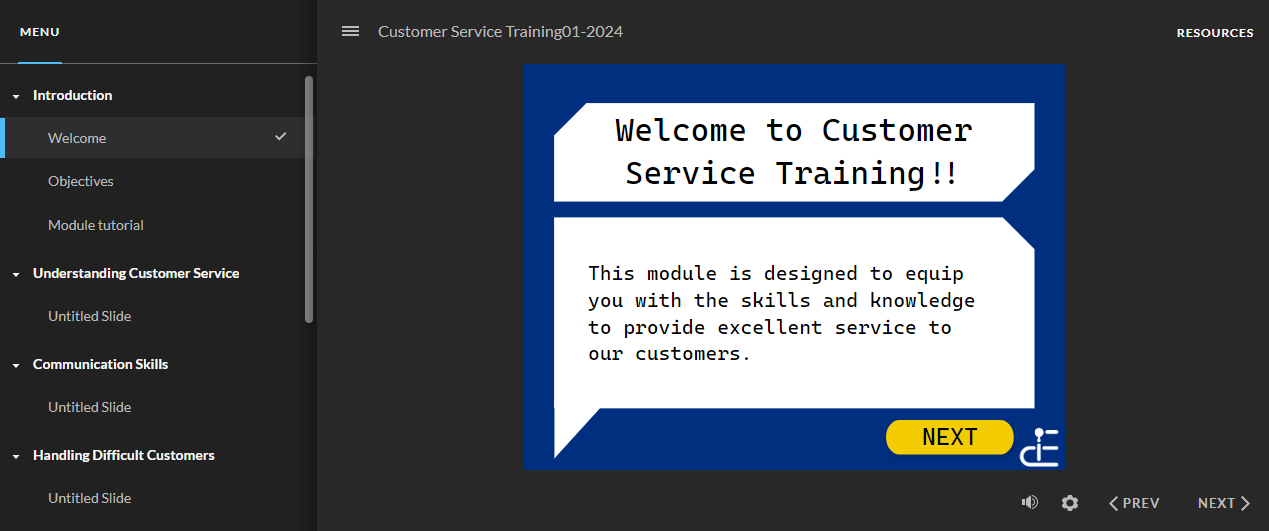 MENU
Introduction
Welcome
Objectives
Module tutorial
Understanding Customer Service
Untitled Slide
Communication Skills
Untitled Slide
Handling Difficult Customers
Untitled Slide
Customer Service Training01-2024
RESOURCES
Welcome to Customer
Service Training!!
This module is designed to equip
you with the skills and knowledge
to provide excellent service to
our customers.
NEXT
PREV
NEXT